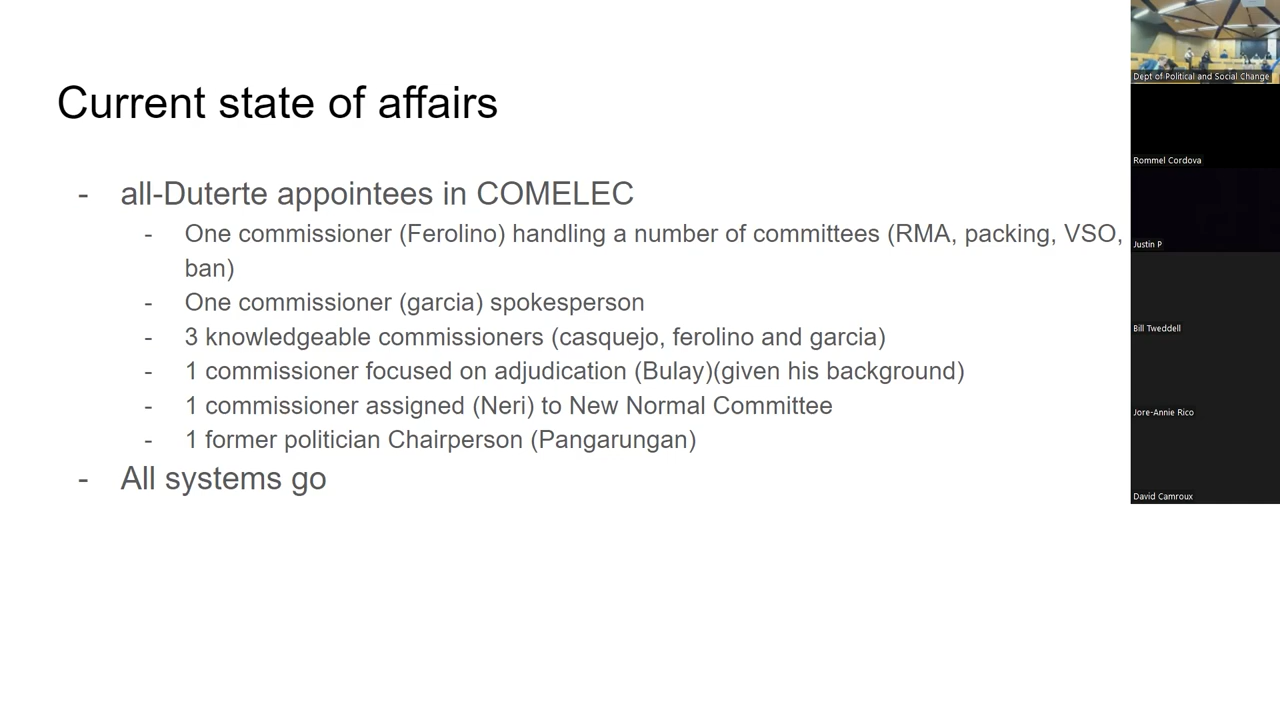 Current state of affairs
- all-Duterte appointees in COMELEC
- One commissioner (Ferolino) handling a number of committees (RMA, packing, VSO,
ban)
- One commissioner (garcia) spokesperson
- 3 knowledgeable commissioners (casquejo, ferolino and garcia)
- 1 commissioner focused on adjudication (Bulay)(given his background)
- 1 commissioner assigned (Neri) to New Normal Committee
- 1 former politician Chairperson (Pangarungan)
- All systems go
Dept of Political and Social Change
Rommel Cordova
Justin P
Bill Tweddell
Jore-Annie Rico
David Camroux